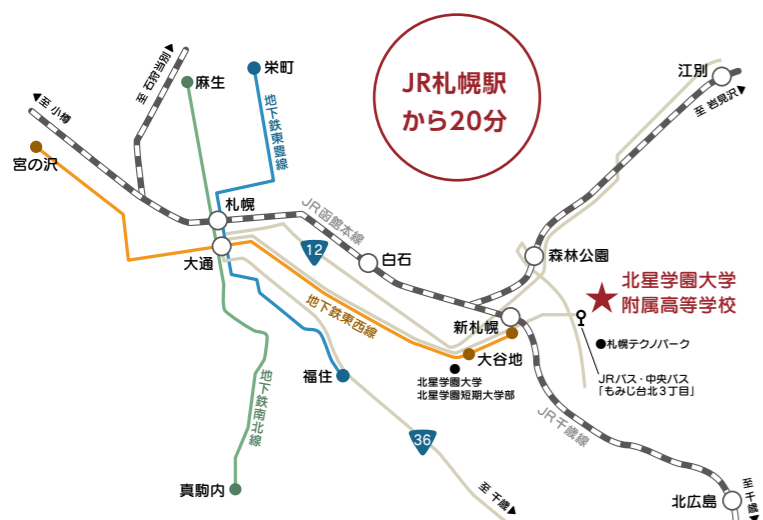 JR札幌駅
から20分
至 石狩当別▶
◀至 小樽
麻生
栄町
江別
至 岩見沢▶
宮の沢
地下鉄東豊線
札幌
JR函館本線
12
白石
森林公園
大通
北星学園大学
附属高等学校
地下鉄東西線
新札幌
●札幌テクノパーク
大谷地
JRバス・中央バス
「もみじ台北3丁目」
北星学園大学
北星学園短期大学部
福住
地下鉄南北線
JR千歳線
36
真駒内
至 千歳▶
北広島
至 千歳▶